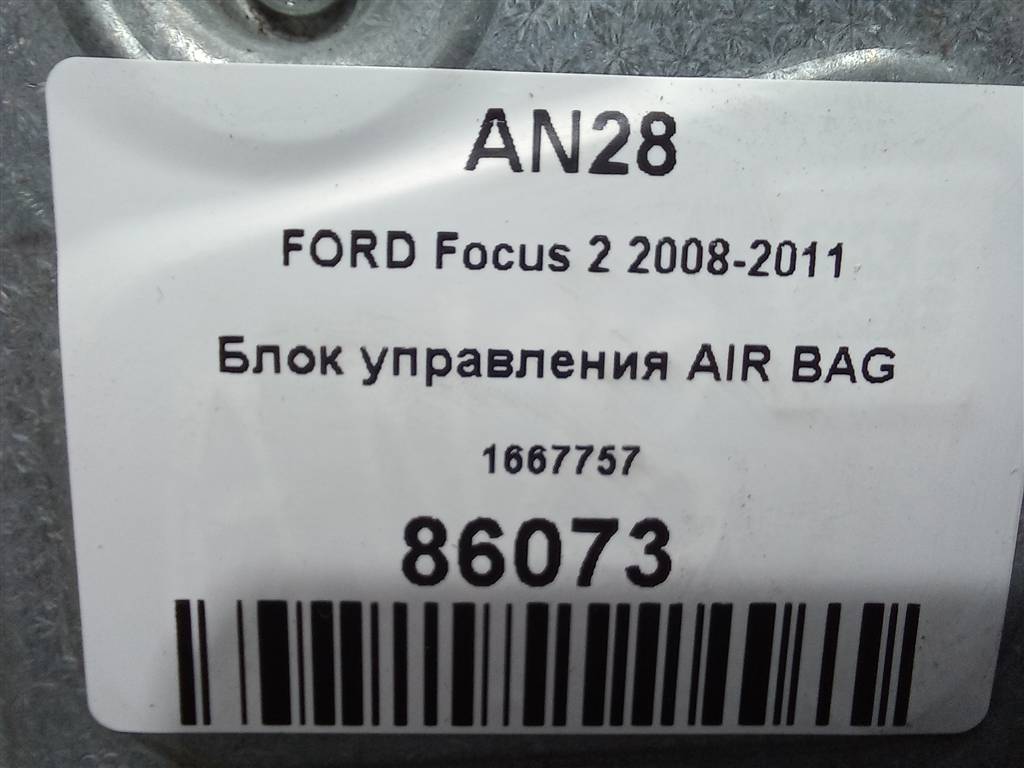 AN28
FORD Focus 2 2008-2011
Блок управления AIR BAG
1667757
86073